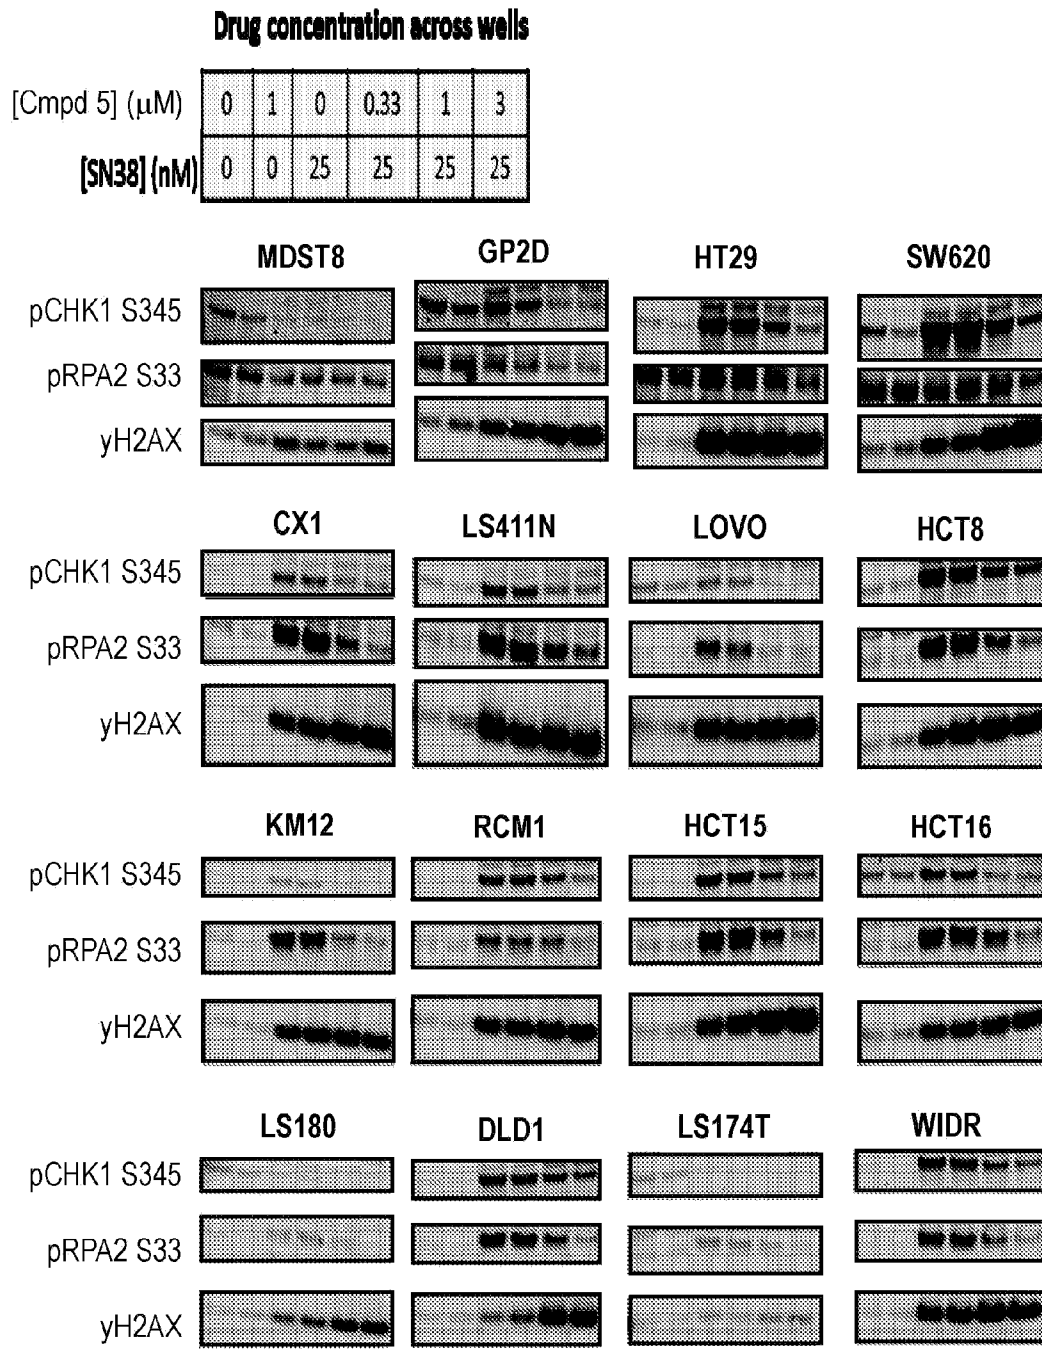 Drug concentration across wells
[Cmpd 5] (μM) 0 1 0 0.33 1 3
[SN38] (nM) 0 0 25 25 25 25
MDST8 GP2D HT29 SW620
pCHK1 S345
pRPA2 S33
yH2AX
CX1 LS411N LOVO HCT8
pCHK1 S345
pRPA2 S33
yH2AX
KM12 RCM1 HCT15 HCT16
pCHK1 S345
pRPA2 S33
yH2AX
LS180 DLD1 LS174T WIDR
pCHK1 S345
pRPA2 S33
yH2AX